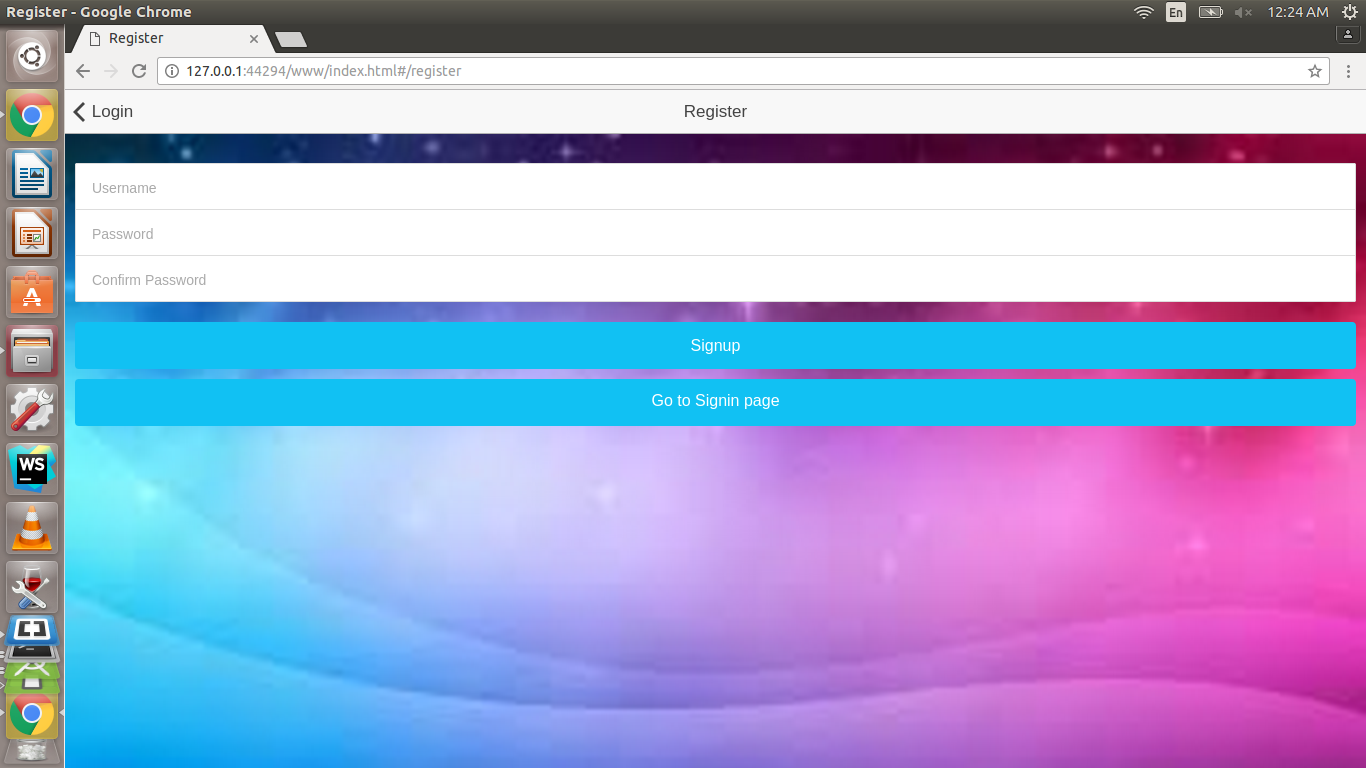 Register - Google Chrome
En
12:24 AM
Register
127.0.0.1:44294/www/index.html#/register
Login
Register
Username
Password
Confirm Password
Signup
Go to Signin page
A
WS